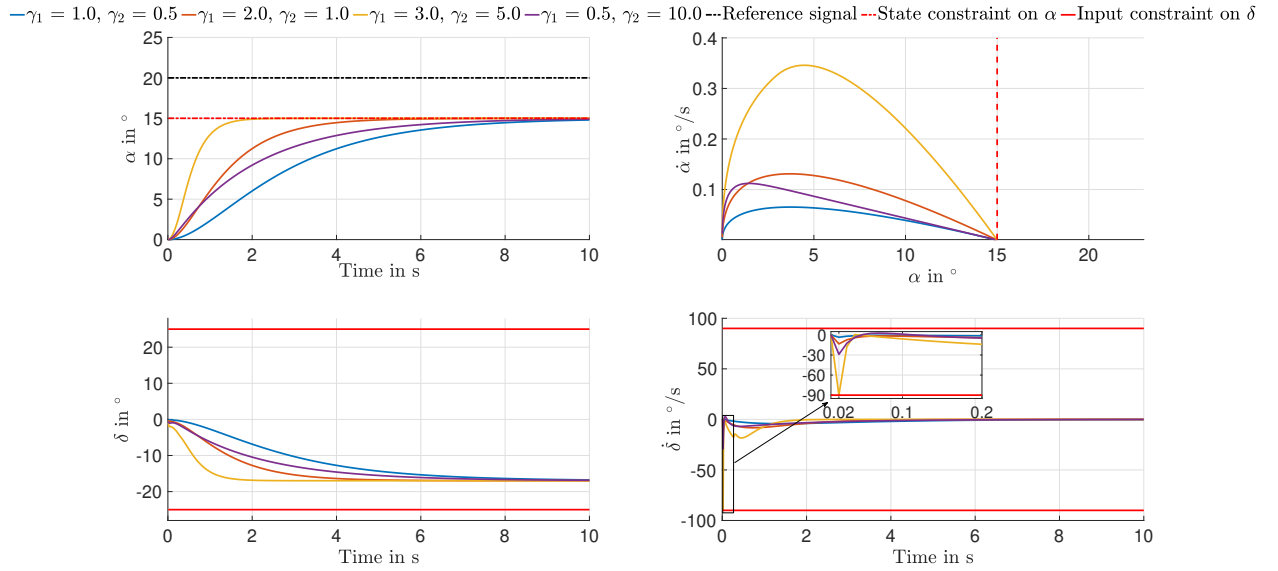 γ₁ = 1.0, γ₂ = 0.5 γ₁ = 2.0, γ₂ = 1.0 γ₁ = 3.0, γ₂ = 5.0 γ₁ = 0.5, γ₂ = 10.0 Reference signal State constraint on α Input constraint on δ
25
20
15
10
5
0
α in °
0 2 4 6 8 10
Time in s
0.4
0.3
0.2
0.1
α̇ in °/s
0 5 10 15 20
α in °
20
10
0
-10
-20
δ in °
0 2 4 6 8 10
Time in s
100
50
0
-50
-100
δ̇ in °/s
0
-30
-60
-90
0.02 0.1 0.2
0 2 4 6 8 10
Time in s